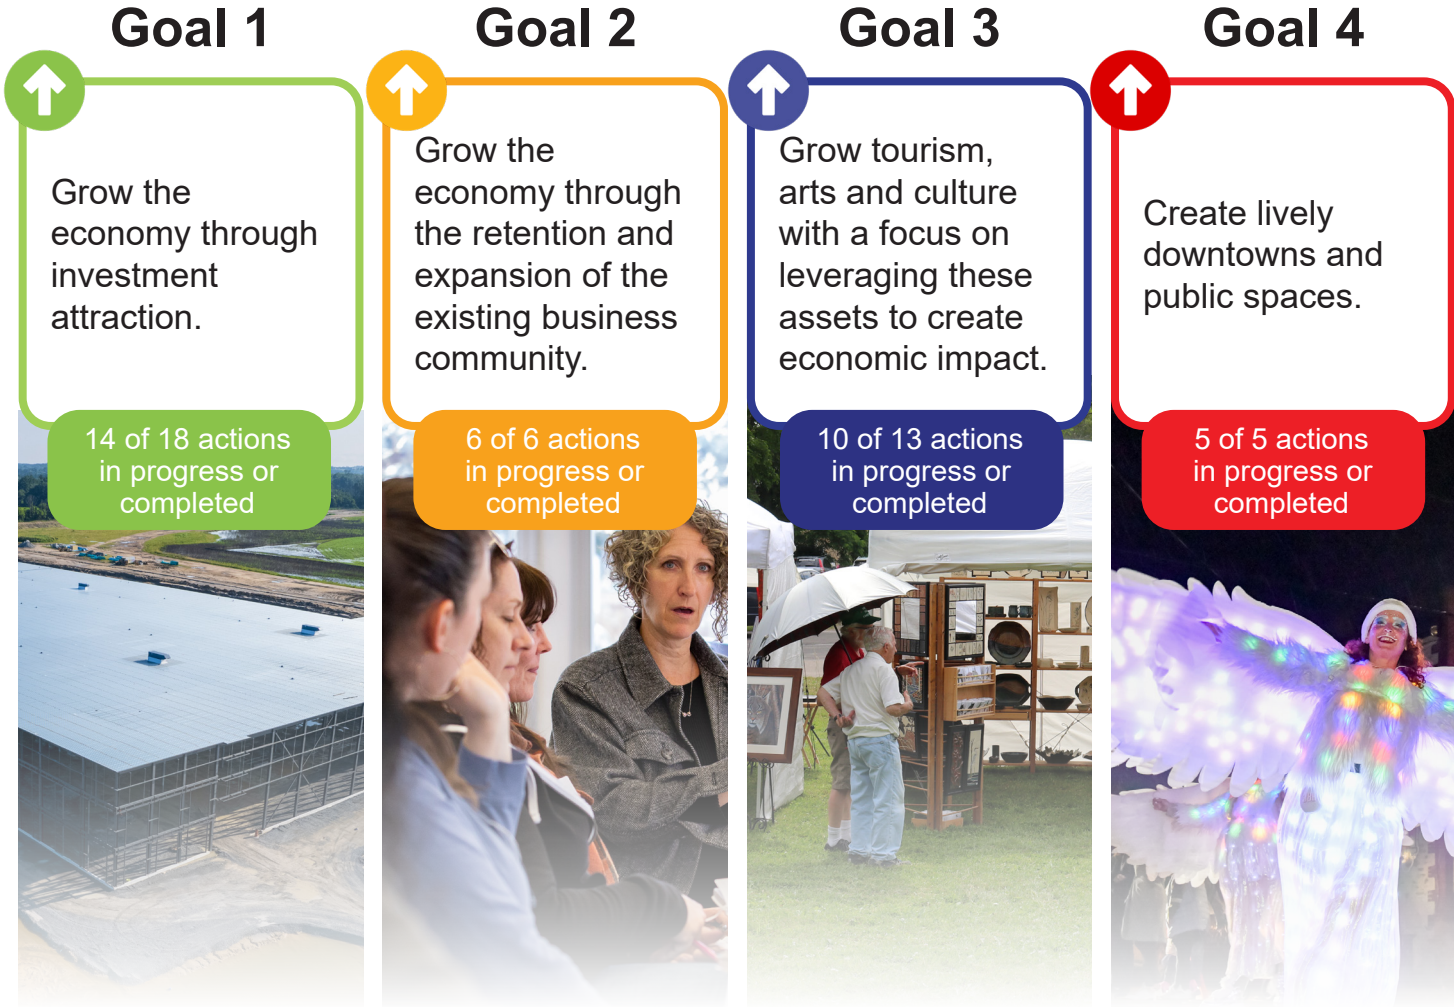 Goal 1
Grow the
economy through
investment
attraction.
14 of 18 actions
in progress or
completed
Goal 2
Grow the
economy through
the retention and
expansion of the
existing business
community.
6 of 6 actions
in progress or
completed
Goal 3
Grow tourism,
arts and culture
with a focus on
leveraging these
assets to create
economic impact.
10 of 13 actions
in progress or
completed
Goal 4
Create lively
downtowns and
public spaces.
5 of 5 actions
in progress or
completed